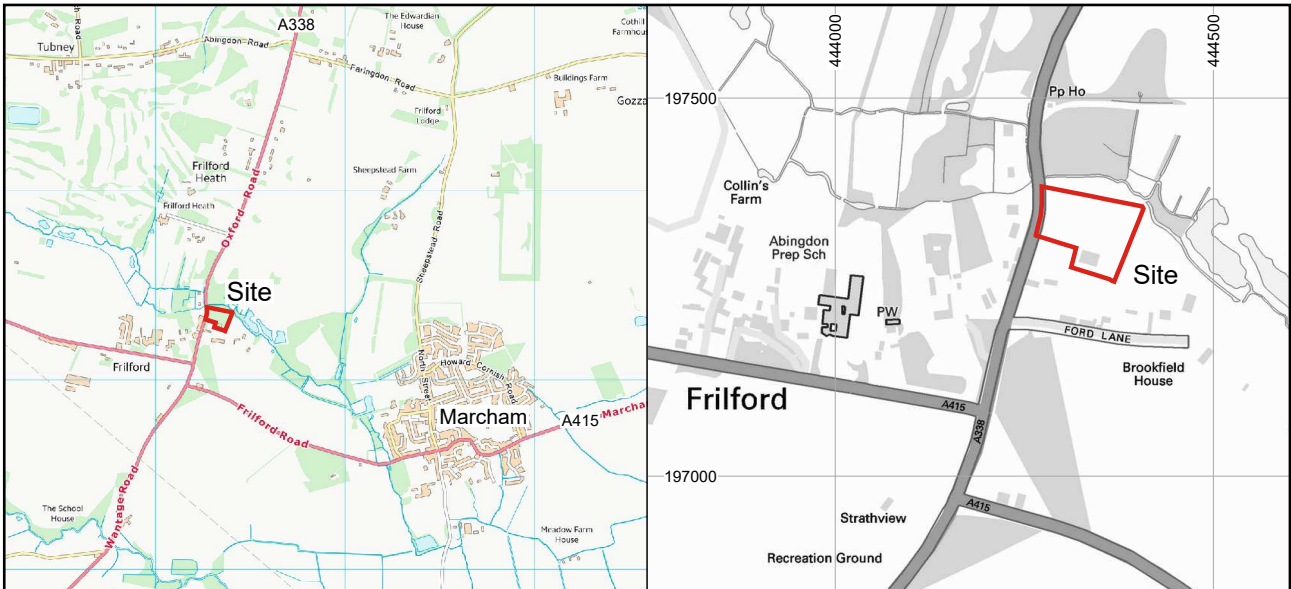 A338
The Edwardian
House
Cothill
Farmhous
Tubney
Abingdon Road
Faringdon Road
Buildings Farm
Frilford
Lodge
Gozza
Frilford
Heath
Sheepstead Farm
Frilford Heath
Oxford Road
Sheepstead Road
Site
Frilford
North Street
Howard Cornish Road
Marcham
A415
Marcha
Frilford Road
Wantage Road
The School
House
Meadow Farm
House
444000
444500
197500
Pp Ho
Collin's
Farm
Abingdon
Prep Sch
Site
PW
FORD LANE
Brookfield
House
Frilford
A415
A338
197000
A415
Strathview
Recreation Ground